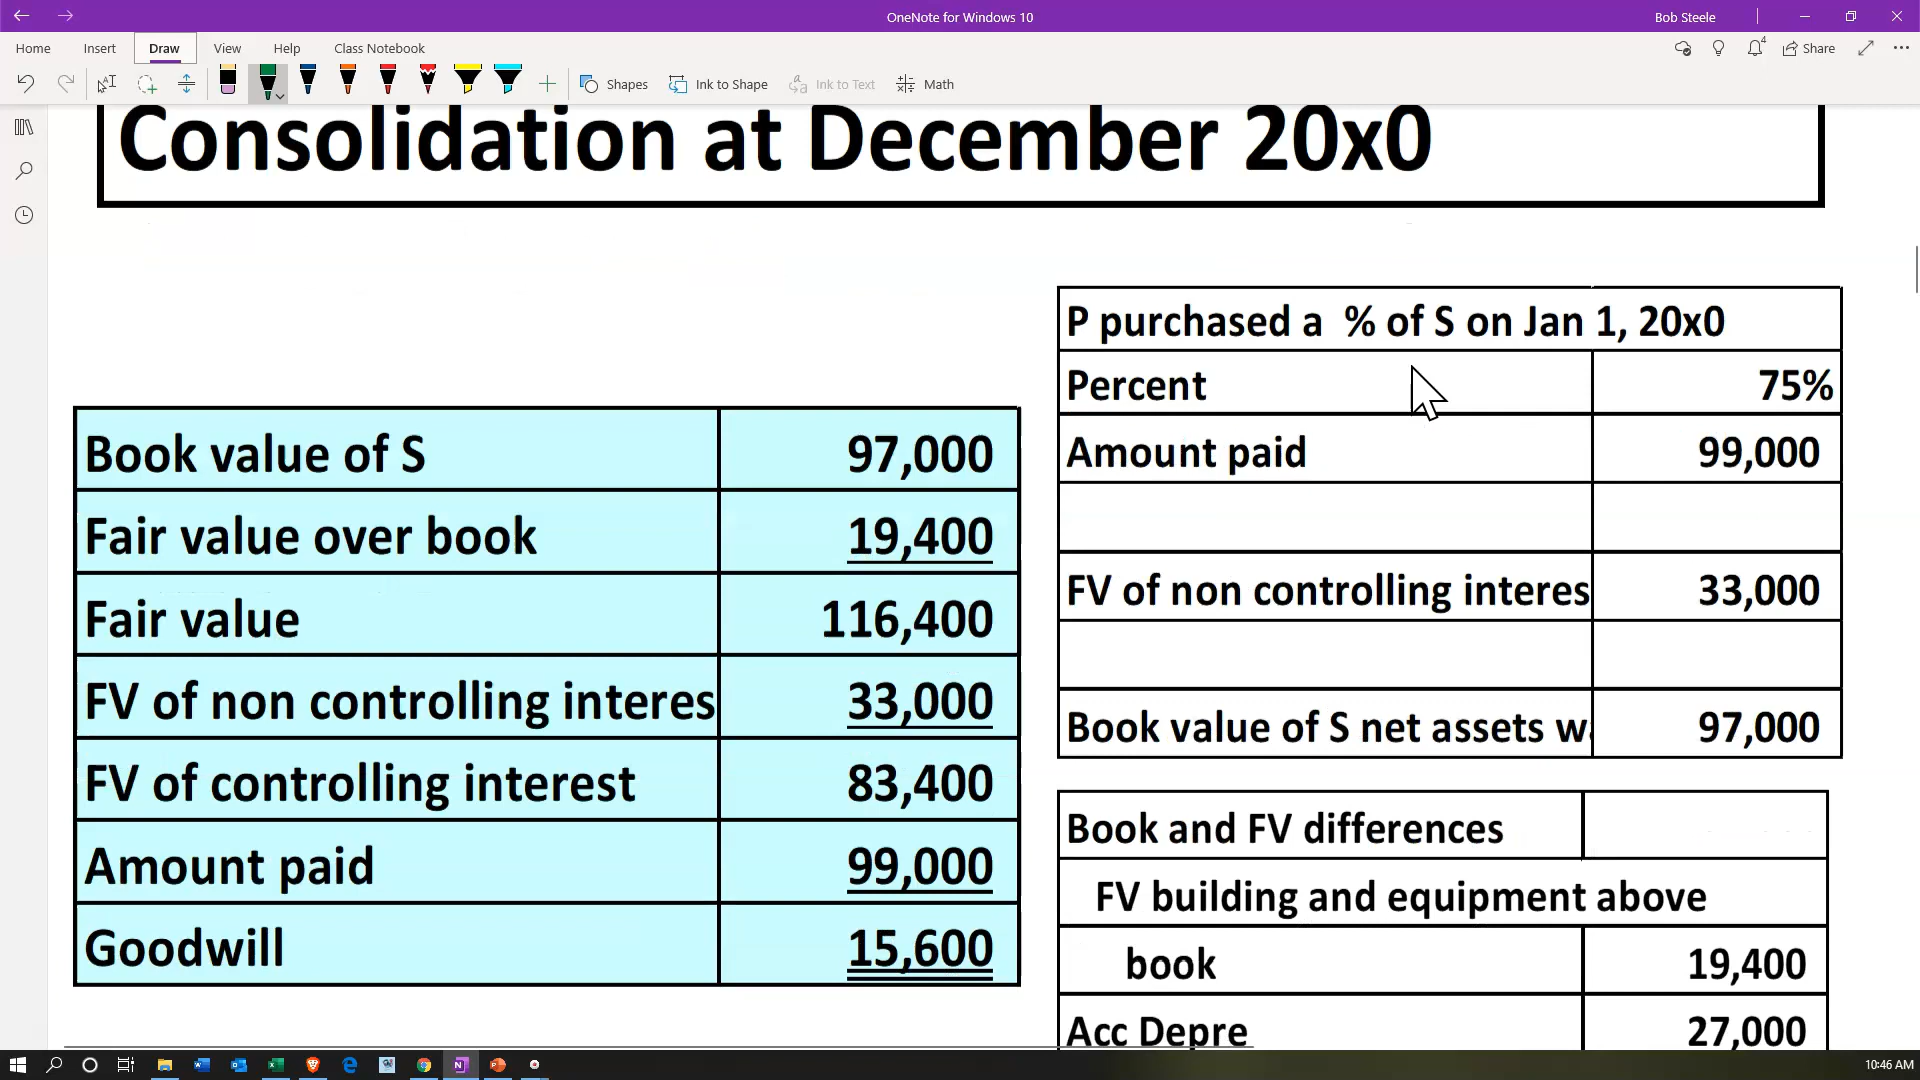 OneNote for Windows 10
Bob Steele
Home Insert Draw View Help Class Notebook
4
Share
Shapes
Ink to Shape
Ink to Text
Math
Consolidation at December 20x0
Book value of S 97,000
Fair value over book 19,400
Fair value 116,400
FV of non controlling interes 33,000
FV of controlling interest 83,400
Amount paid 99,000
Goodwill 15,600
P purchased a % of S on Jan 1, 20x0
Percent 75%
Amount paid 99,000
FV of non controlling interes 33,000
Book value of S net assets wa 97,000
Book and FV differences
FV building and equipment above
book 19,400
Acc Depre 27,000
10:46 AM